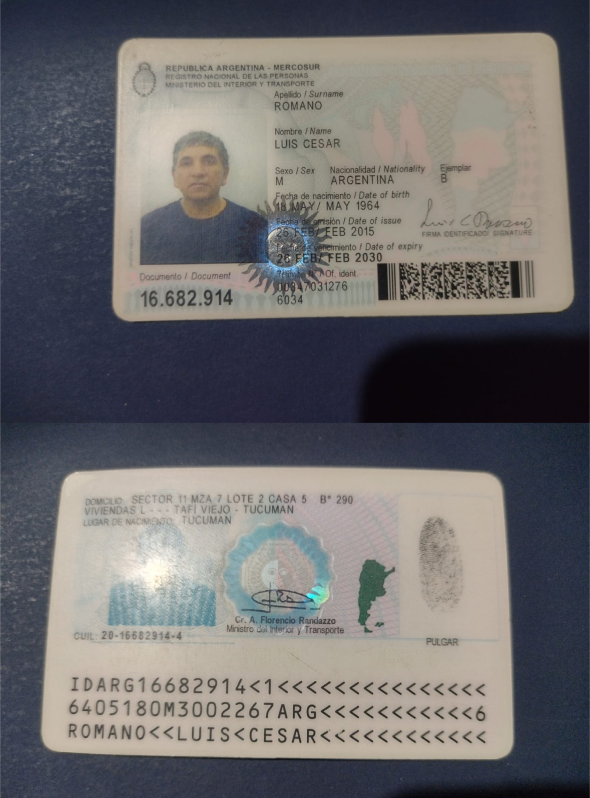 REPUBLICA ARGENTINA - MERCOSUR
REGISTRO NACIONAL DE LAS PERSONAS
MINISTERIO DEL INTERIOR Y TRANSPORTE
Apellido / Surname
ROMANO
Nombre / Name
LUIS CESAR
Sexo / Sex Nacionalidad / Nationality Ejemplar
M ARGENTINA B
Fecha de nacimiento / Date of birth
18 MAY/ MAY 1964
Fecha de emisión / Date of issue
26 FEB/ FEB 2015
Fecha de vencimiento / Date of expiry
26 FEB/ FEB 2030
/ Of. ident.
00347031276
6034
FIRMA IDENTIFICADO/ SIGNATURE
Documento / Document
16.682.914
DOMICILIO: SECTOR 11 MZA 7 LOTE 2 CASA 5 B° 290
VIVIENDAS L - - - TAFI VIEJO - TUCUMAN
LUGAR DE NACIMIENTO: TUCUMAN
Cr. A. Florencio Randazzo
Ministro del Interior y Transporte
CUIL: 20-16682914-4
PULGAR
IDARG16682914<1<<<<<<<<<<<<<<<
6405180M3002267ARG<<<<<<<<<<<6
ROMANO<<LUIS<CESAR<<<<<<<<<<<<